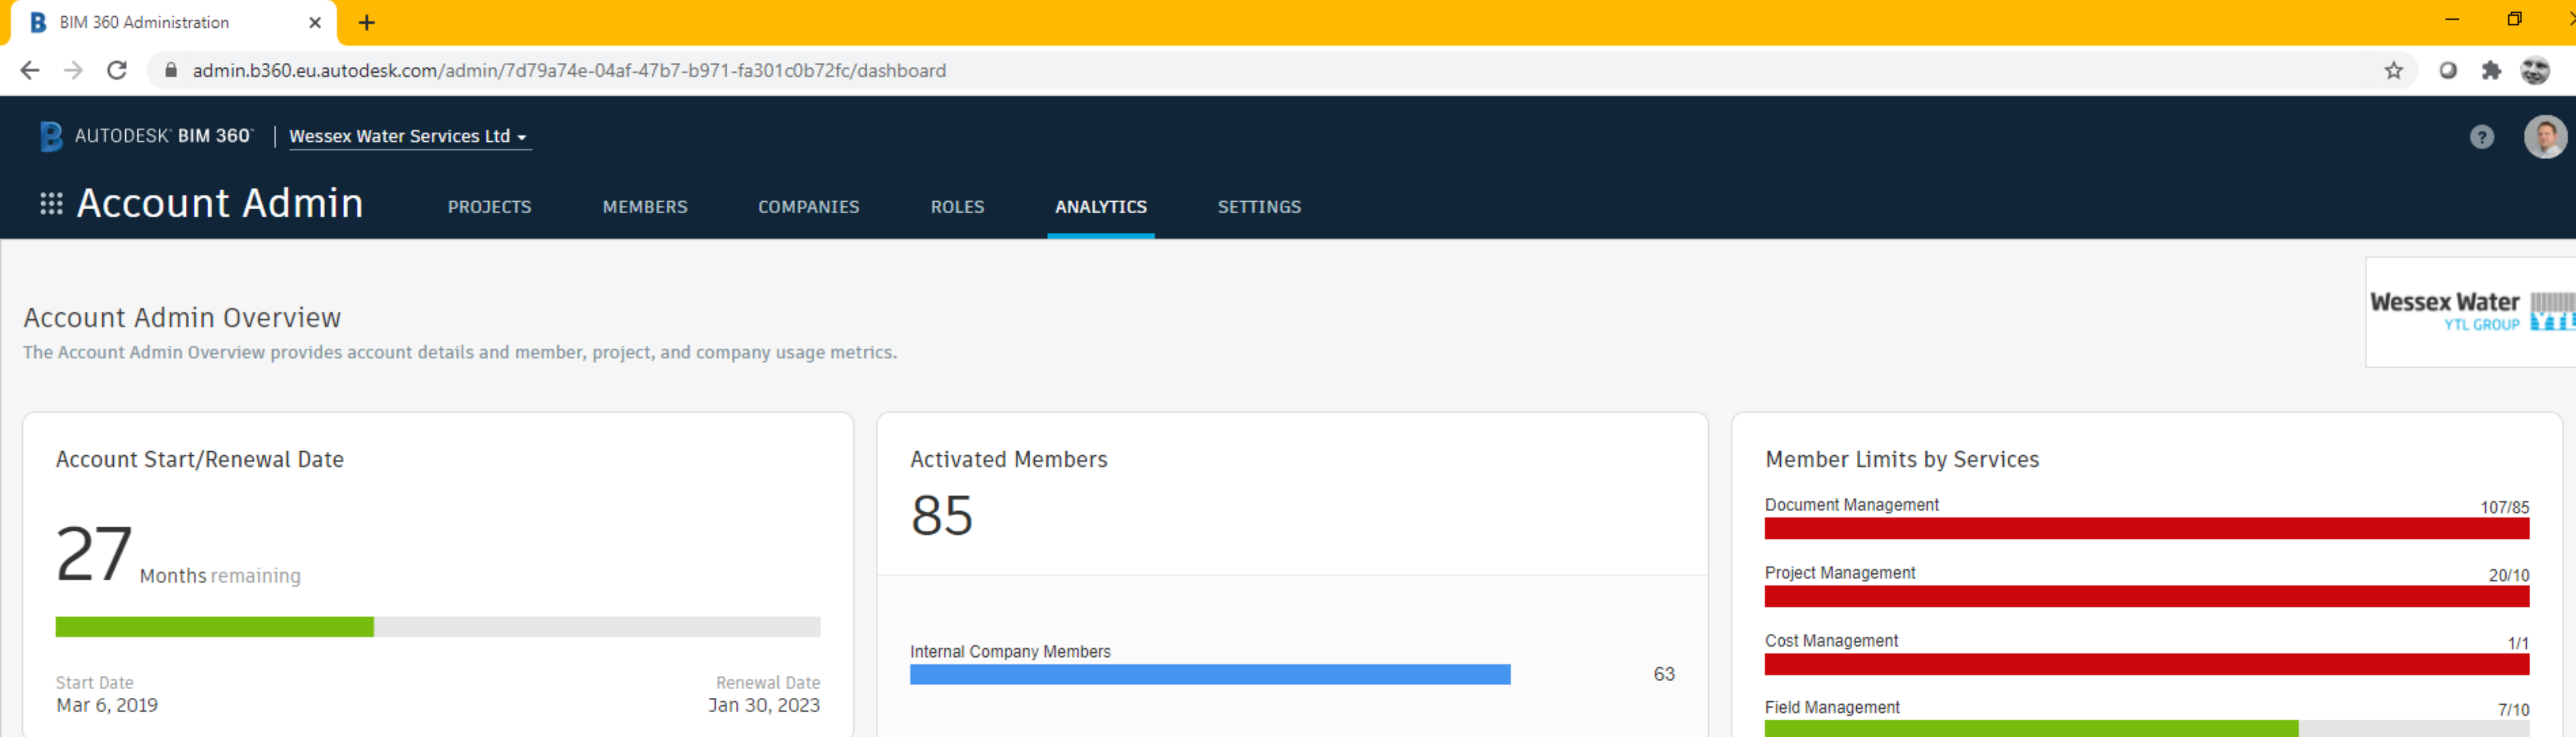 BIM 360 Administration
admin.b360.eu.autodesk.com/admin/7d79a74e-04af-47b7-b971-fa301c0b72fc/dashboard
AUTODESK® BIM 360™ | Wessex Water Services Ltd
Account Admin PROJECTS MEMBERS COMPANIES ROLES ANALYTICS SETTINGS
Account Admin Overview
The Account Admin Overview provides account details and member, project, and company usage metrics.
Wessex Water
YTL GROUP YTL
Account Start/Renewal Date
27 Months remaining
Start Date Renewal Date
Mar 6, 2019 Jan 30, 2023
Activated Members
85
Internal Company Members
63
Member Limits by Services
Document Management 107/85
Project Management 20/10
Cost Management 1/1
Field Management 7/10